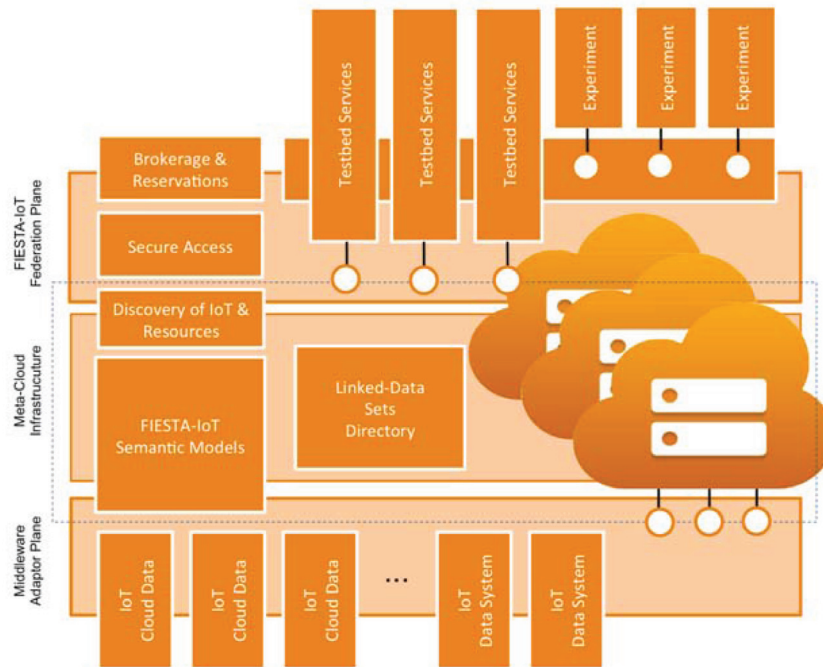 Testbed Services
Testbed Services
Testbed Services
Experiment
Experiment
Experiment
Brokerage &
Reservations
FIESTA-IoT
Federation Plane
Secure Access
Discovery of IoT &
Resources
Meta-Cloud
Infrastrucuture
FIESTA-IoT
Semantic Models
Linked-Data
Sets
Directory
Middleware
Adaptor Plane
IoT
Cloud Data
IoT
Cloud Data
IoT
Cloud Data
...
IoT
Data System
IoT
Data System